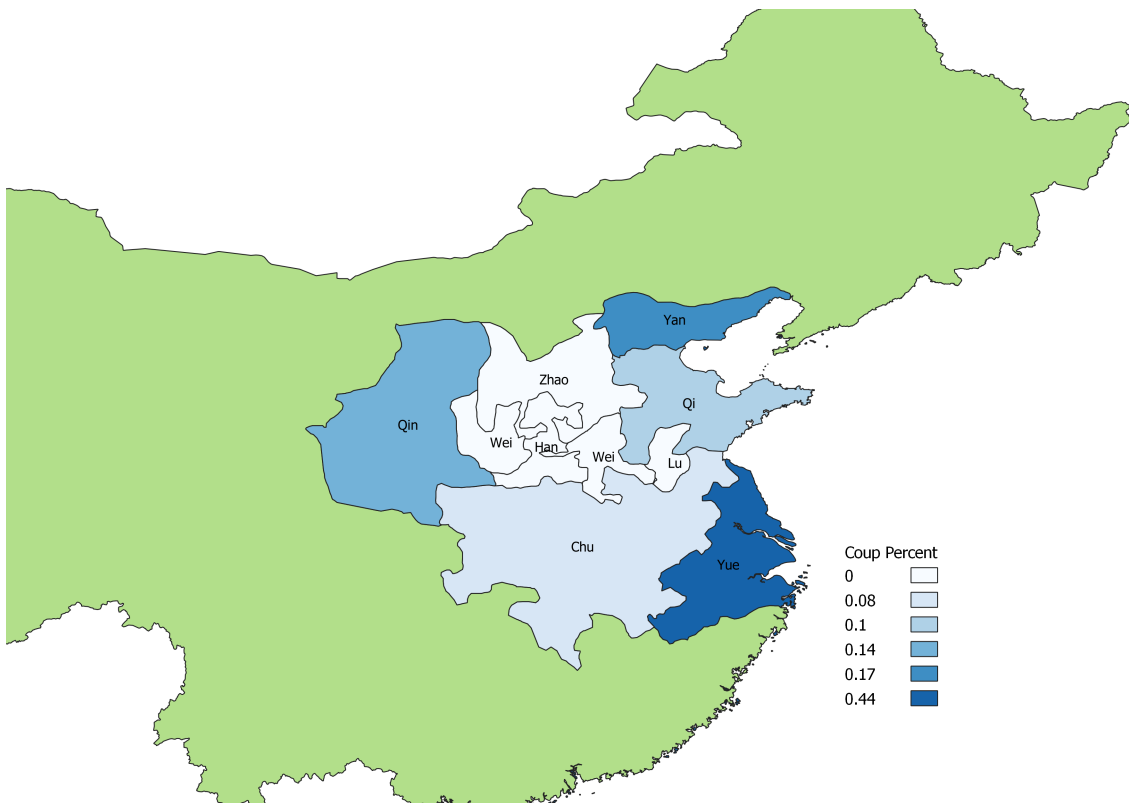 Yan
Zhao
Qi
Qin
Wei
Han
Wei
Lu
Chu
Yue
Coup Percent
0
0.08
0.1
0.14
0.17
0.44